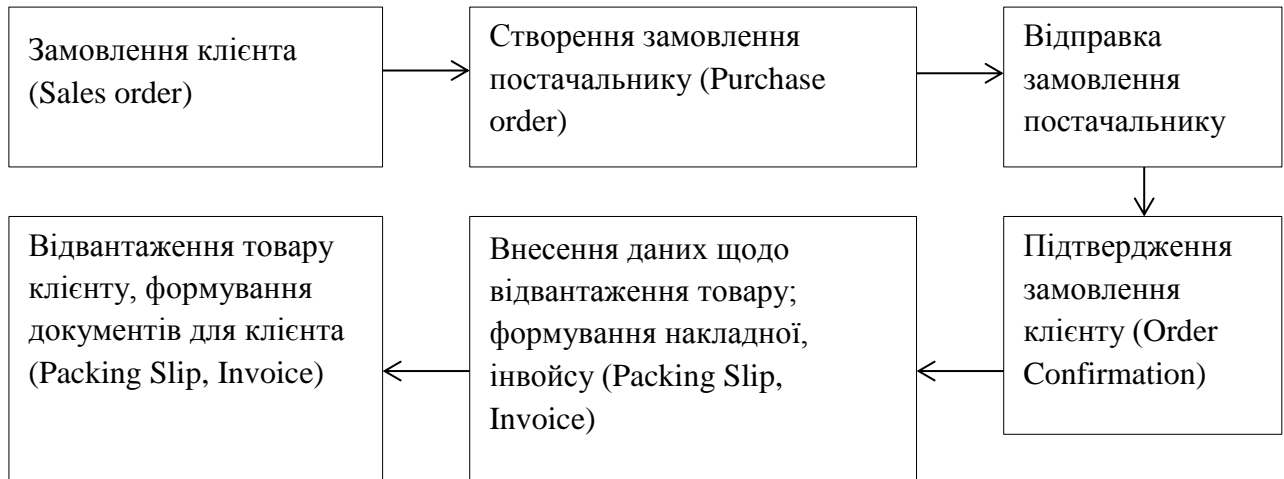 Замовлення клієнта
(Sales order)
Створення замовлення
постачальнику (Purchase
order)
Відправка
замовлення
постачальнику
Підтвердження
замовлення
клієнту (Order
Confirmation)
Внесення даних щодо
відвантаження товару;
формування накладної,
інвойсу (Packing Slip,
Invoice)
Відвантаження товару
клієнту, формування
документів для клієнта
(Packing Slip, Invoice)